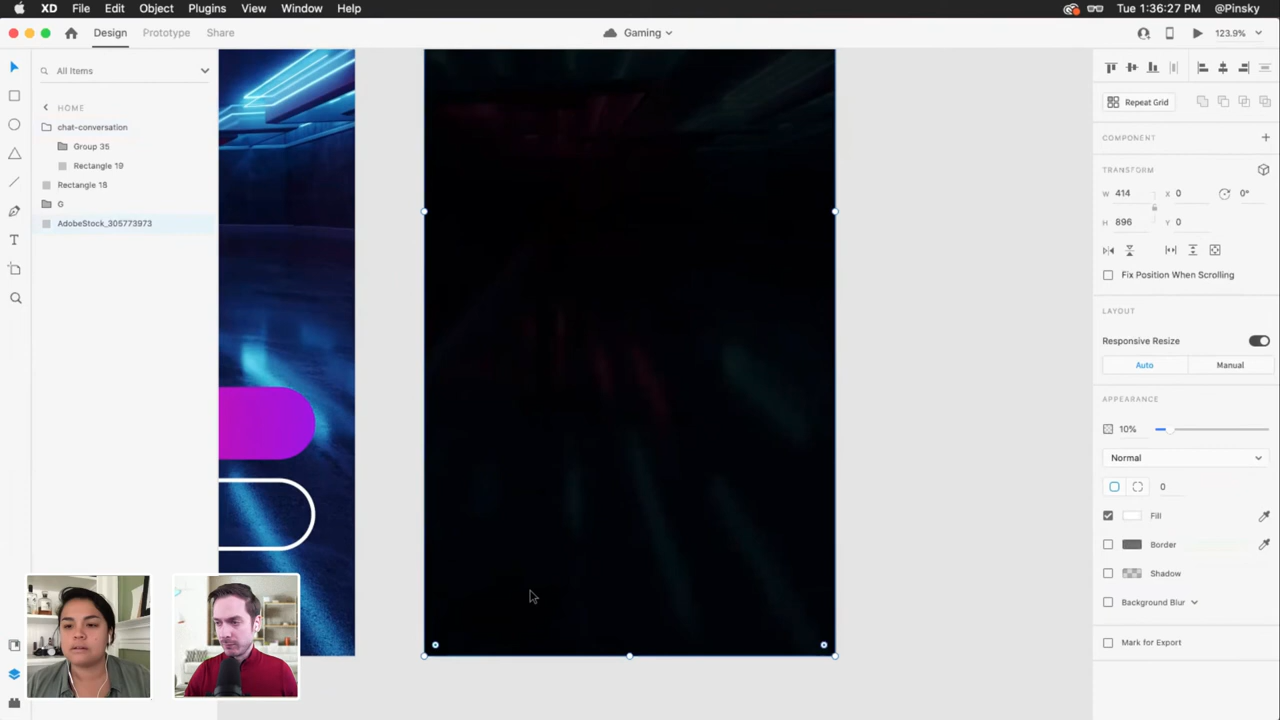 XD File Edit Object Plugins View Window Help Tue 1:36:27 PM @Pinsky
Design Prototype Share Gaming 123.9%
All Items
HOME
chat-conversation
Group 35
Rectangle 19
Rectangle 18
G
AdobeStock_305773973
T
Repeat Grid
COMPONENT
TRANSFORM
W 414 X 0 0°
H 896 Y 0
Fix Position When Scrolling
LAYOUT
Responsive Resize
Auto Manual
APPEARANCE
10%
Normal
0
Fill
Border
Shadow
Background Blur
Mark for Export